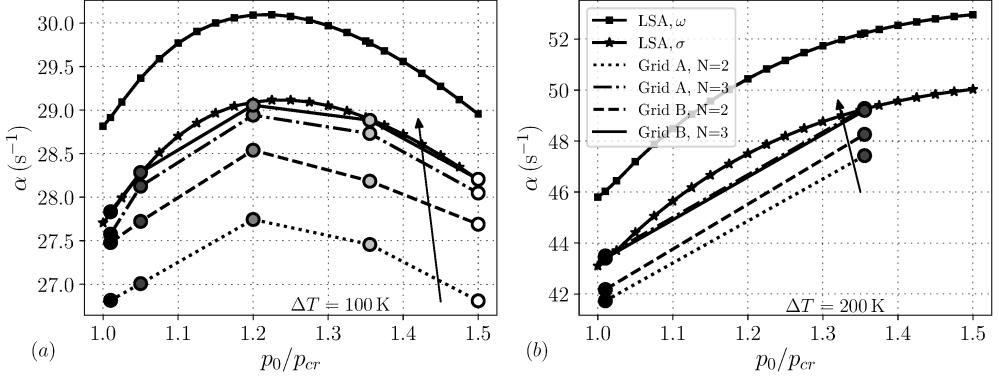 30.0
29.5
29.0
28.5
28.0
27.5
27.0
α (s⁻¹)
ΔT = 100 K
1.0 1.1 1.2 1.3 1.4 1.5
(a)
p₀/p_cr
52
50
48
46
44
42
α (s⁻¹)
LSA, ω
LSA, σ
Grid A, N=2
Grid A, N=3
Grid B, N=2
Grid B, N=3
ΔT = 200 K
1.0 1.1 1.2 1.3 1.4 1.5
(b)
p₀/p_cr